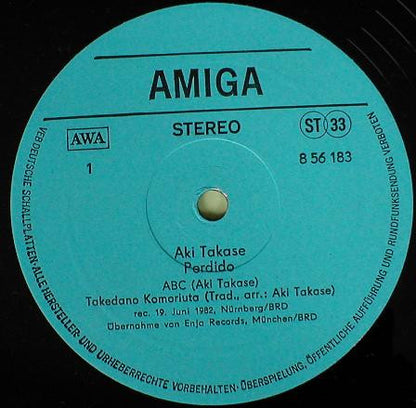 AMIGA
AWA
STEREO
ST 33
1
8 56 183
Aki Takase
Perdido
ABC (Aki Takase)
Takedano Komoriuta (Trad., arr.: Aki Takase)
rec. 19. Juni 1982, Nürnberg/BRD
Übernahme von Enja Records, München/BRD
VEB DEUTSCHE SCHALLPLATTEN · ALLE HERSTELLER- UND URHEBERRECHTE VORBEHALTEN · ÜBERSPIELUNG, ÖFFENTLICHE AUFFÜHRUNG UND RUNDFUNKSENDUNG VERBOTEN